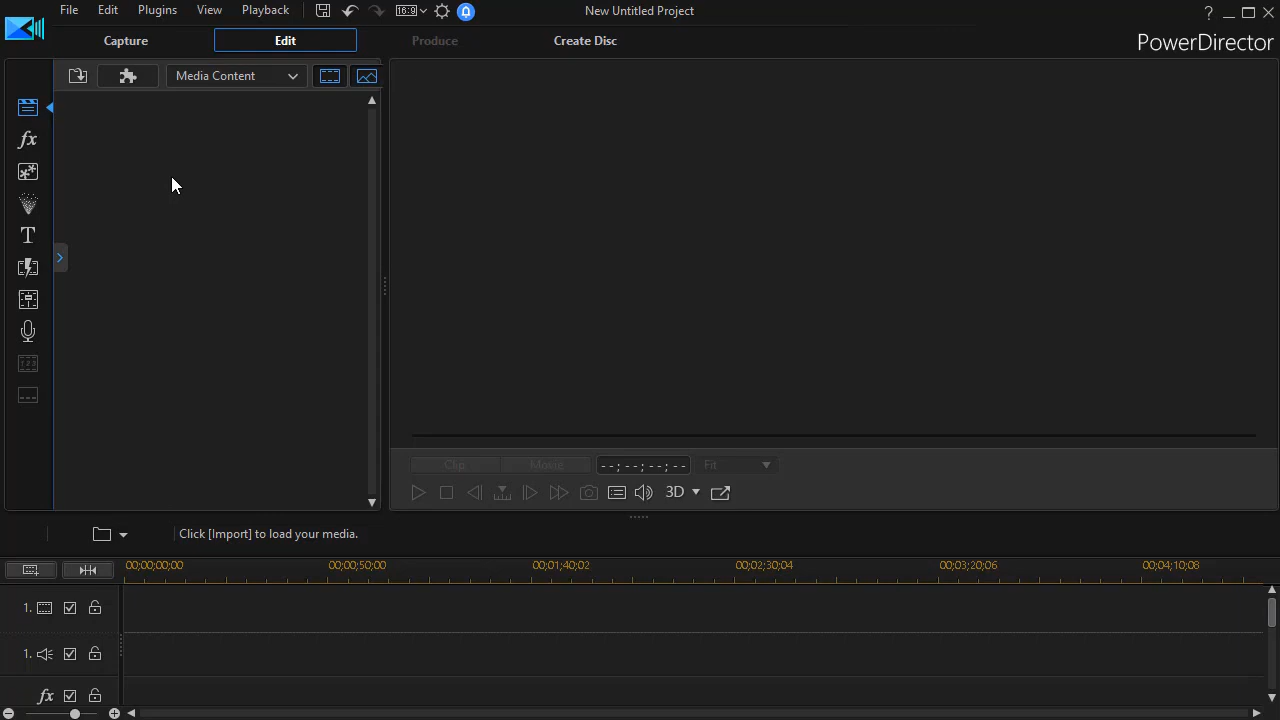 File Edit Plugins View Playback 16:9 New Untitled Project ?
Capture Edit Produce Create Disc PowerDirector
Media Content
fx
T
Clip Movie --;--;--;-- Fit
3D
Click [Import] to load your media.
00;00;00;00 00;00;50;00 00;01;40;02 00;02;30;04 00;03;20;06 00;04;10;08
1.
1.
fx